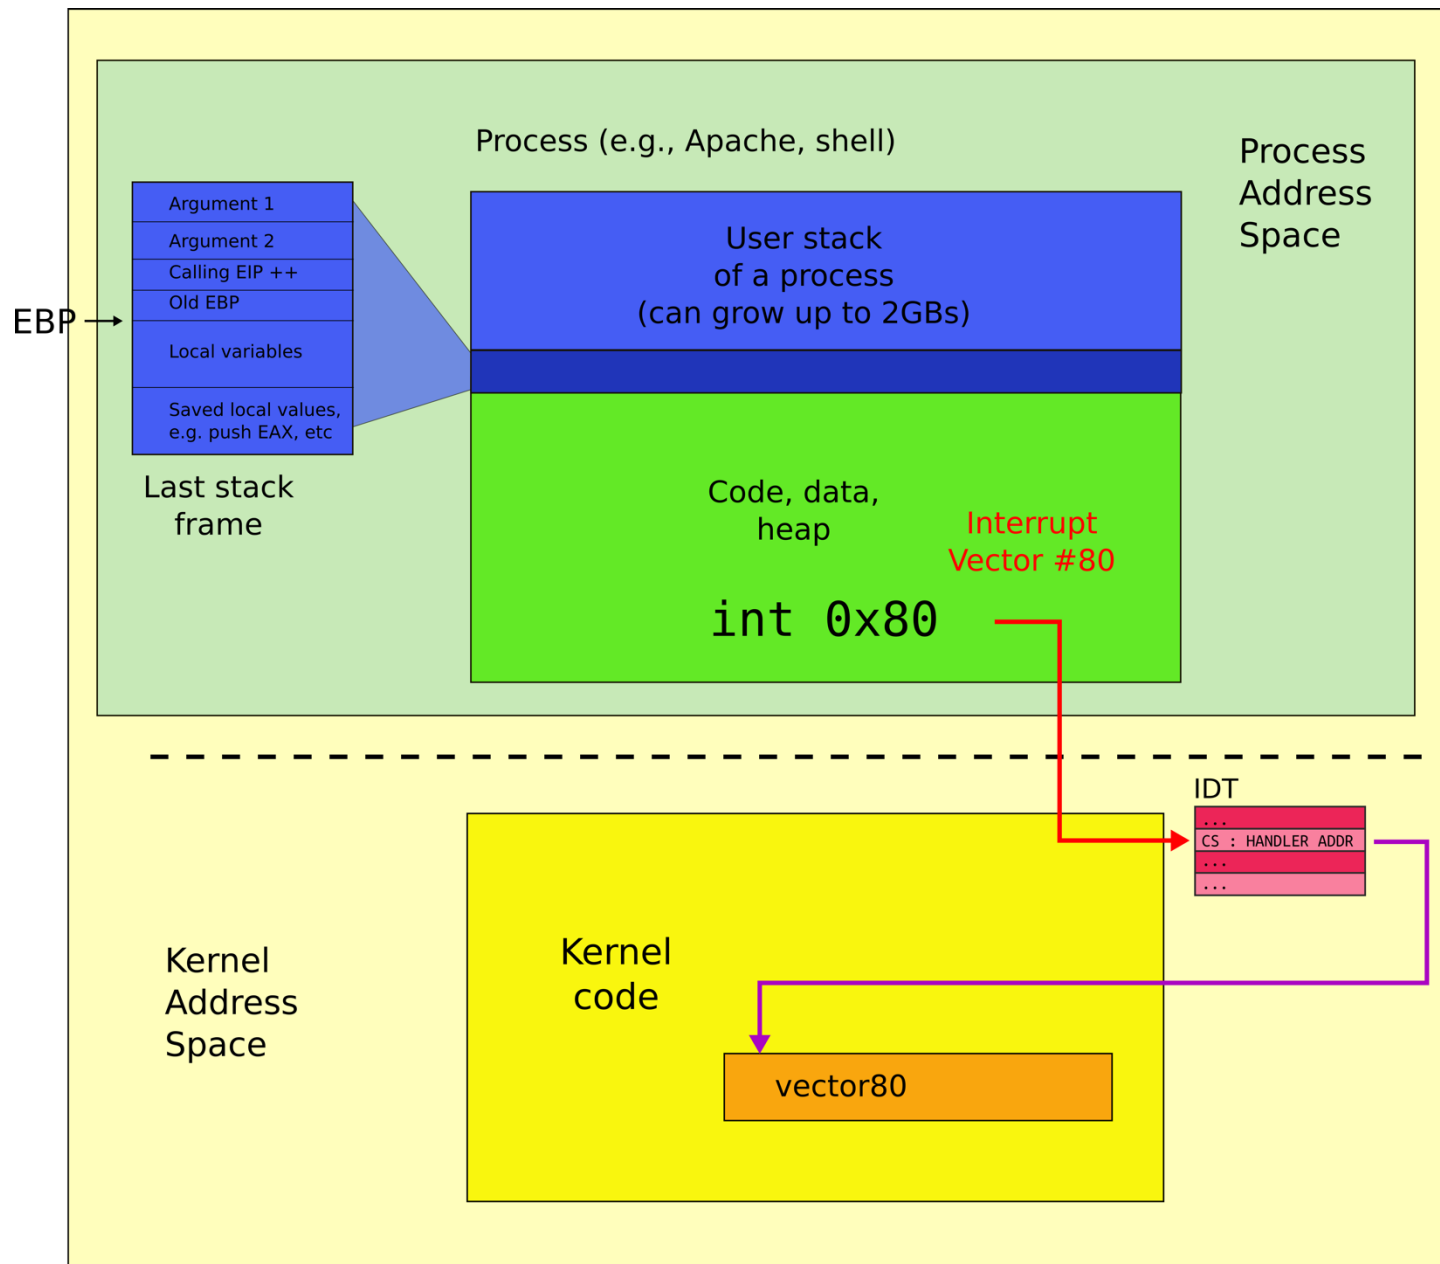 Process (e.g., Apache, shell)
Process
Address
Space
Argument 1
Argument 2
Calling EIP ++
Old EBP
EBP
Local variables
Saved local values,
e.g. push EAX, etc
Last stack
frame
User stack
of a process
(can grow up to 2GBs)
Code, data,
heap
Interrupt
Vector #80
int 0x80
IDT
...
CS : HANDLER ADDR
...
...
Kernel
Address
Space
Kernel
code
vector80